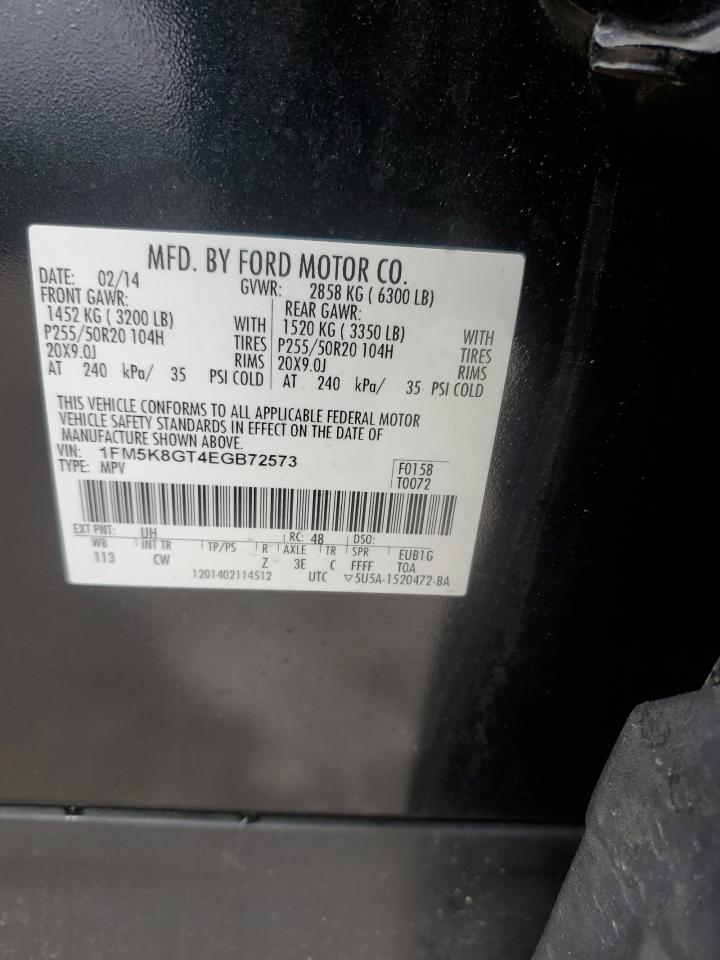 MFD. BY FORD MOTOR CO.
DATE: 02/14 GVWR: 2858 KG ( 6300 LB)
FRONT GAWR: REAR GAWR:
1452 KG ( 3200 LB) WITH 1520 KG ( 3350 LB) WITH
P255/50R20 104H TIRES P255/50R20 104H TIRES
20X9.0J RIMS 20X9.0J RIMS
AT 240 kPa/ 35 PSI COLD AT 240 kPa/ 35 PSI COLD
THIS VEHICLE CONFORMS TO ALL APPLICABLE FEDERAL MOTOR
VEHICLE SAFETY STANDARDS IN EFFECT ON THE DATE OF
MANUFACTURE SHOWN ABOVE.
VIN: 1FM5K8GT4EGB72573 F0158
TYPE: MPV T0072
EXT PNT: UH RC: 48 DSO:
WB INT TR TP/PS R AXLE TR SPR EUB1G
113 CW Z 3E C FFFF T0A
1201402114512 UTC ▽5U5A-1520472-BA